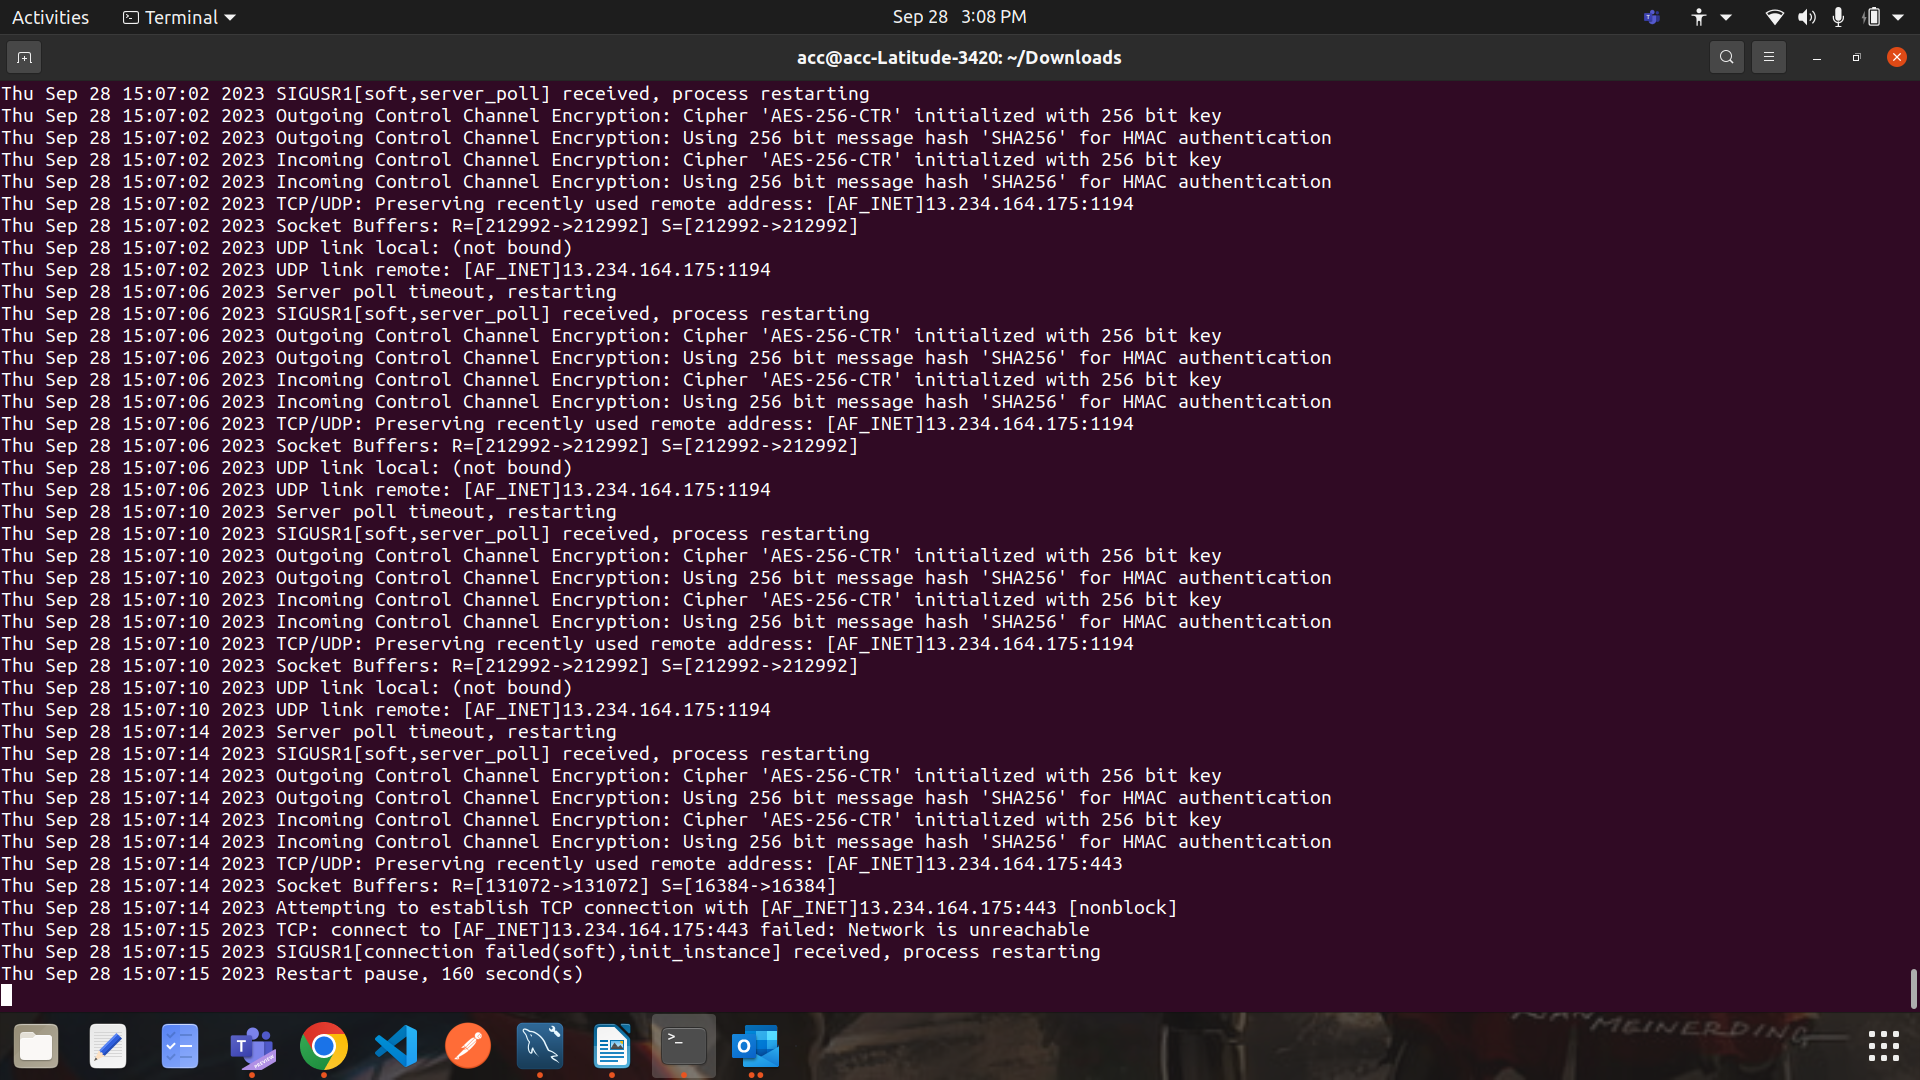 Activities
Terminal
Sep 28 3:08 PM
acc@acc-Latitude-3420: ~/Downloads
Thu Sep 28 15:07:02 2023 SIGUSR1[soft,server_poll] received, process restarting
Thu Sep 28 15:07:02 2023 Outgoing Control Channel Encryption: Cipher 'AES-256-CTR' initialized with 256 bit key
Thu Sep 28 15:07:02 2023 Outgoing Control Channel Encryption: Using 256 bit message hash 'SHA256' for HMAC authentication
Thu Sep 28 15:07:02 2023 Incoming Control Channel Encryption: Cipher 'AES-256-CTR' initialized with 256 bit key
Thu Sep 28 15:07:02 2023 Incoming Control Channel Encryption: Using 256 bit message hash 'SHA256' for HMAC authentication
Thu Sep 28 15:07:02 2023 TCP/UDP: Preserving recently used remote address: [AF_INET]13.234.164.175:1194
Thu Sep 28 15:07:02 2023 Socket Buffers: R=[212992->212992] S=[212992->212992]
Thu Sep 28 15:07:02 2023 UDP link local: (not bound)
Thu Sep 28 15:07:02 2023 UDP link remote: [AF_INET]13.234.164.175:1194
Thu Sep 28 15:07:06 2023 Server poll timeout, restarting
Thu Sep 28 15:07:06 2023 SIGUSR1[soft,server_poll] received, process restarting
Thu Sep 28 15:07:06 2023 Outgoing Control Channel Encryption: Cipher 'AES-256-CTR' initialized with 256 bit key
Thu Sep 28 15:07:06 2023 Outgoing Control Channel Encryption: Using 256 bit message hash 'SHA256' for HMAC authentication
Thu Sep 28 15:07:06 2023 Incoming Control Channel Encryption: Cipher 'AES-256-CTR' initialized with 256 bit key
Thu Sep 28 15:07:06 2023 Incoming Control Channel Encryption: Using 256 bit message hash 'SHA256' for HMAC authentication
Thu Sep 28 15:07:06 2023 TCP/UDP: Preserving recently used remote address: [AF_INET]13.234.164.175:1194
Thu Sep 28 15:07:06 2023 Socket Buffers: R=[212992->212992] S=[212992->212992]
Thu Sep 28 15:07:06 2023 UDP link local: (not bound)
Thu Sep 28 15:07:06 2023 UDP link remote: [AF_INET]13.234.164.175:1194
Thu Sep 28 15:07:10 2023 Server poll timeout, restarting
Thu Sep 28 15:07:10 2023 SIGUSR1[soft,server_poll] received, process restarting
Thu Sep 28 15:07:10 2023 Outgoing Control Channel Encryption: Cipher 'AES-256-CTR' initialized with 256 bit key
Thu Sep 28 15:07:10 2023 Outgoing Control Channel Encryption: Using 256 bit message hash 'SHA256' for HMAC authentication
Thu Sep 28 15:07:10 2023 Incoming Control Channel Encryption: Cipher 'AES-256-CTR' initialized with 256 bit key
Thu Sep 28 15:07:10 2023 Incoming Control Channel Encryption: Using 256 bit message hash 'SHA256' for HMAC authentication
Thu Sep 28 15:07:10 2023 TCP/UDP: Preserving recently used remote address: [AF_INET]13.234.164.175:1194
Thu Sep 28 15:07:10 2023 Socket Buffers: R=[212992->212992] S=[212992->212992]
Thu Sep 28 15:07:10 2023 UDP link local: (not bound)
Thu Sep 28 15:07:10 2023 UDP link remote: [AF_INET]13.234.164.175:1194
Thu Sep 28 15:07:14 2023 Server poll timeout, restarting
Thu Sep 28 15:07:14 2023 SIGUSR1[soft,server_poll] received, process restarting
Thu Sep 28 15:07:14 2023 Outgoing Control Channel Encryption: Cipher 'AES-256-CTR' initialized with 256 bit key
Thu Sep 28 15:07:14 2023 Outgoing Control Channel Encryption: Using 256 bit message hash 'SHA256' for HMAC authentication
Thu Sep 28 15:07:14 2023 Incoming Control Channel Encryption: Cipher 'AES-256-CTR' initialized with 256 bit key
Thu Sep 28 15:07:14 2023 Incoming Control Channel Encryption: Using 256 bit message hash 'SHA256' for HMAC authentication
Thu Sep 28 15:07:14 2023 TCP/UDP: Preserving recently used remote address: [AF_INET]13.234.164.175:443
Thu Sep 28 15:07:14 2023 Socket Buffers: R=[131072->131072] S=[16384->16384]
Thu Sep 28 15:07:14 2023 Attempting to establish TCP connection with [AF_INET]13.234.164.175:443 [nonblock]
Thu Sep 28 15:07:15 2023 TCP: connect to [AF_INET]13.234.164.175:443 failed: Network is unreachable
Thu Sep 28 15:07:15 2023 SIGUSR1[connection failed(soft),init_instance] received, process restarting
Thu Sep 28 15:07:15 2023 Restart pause, 160 second(s)
MEINERDING